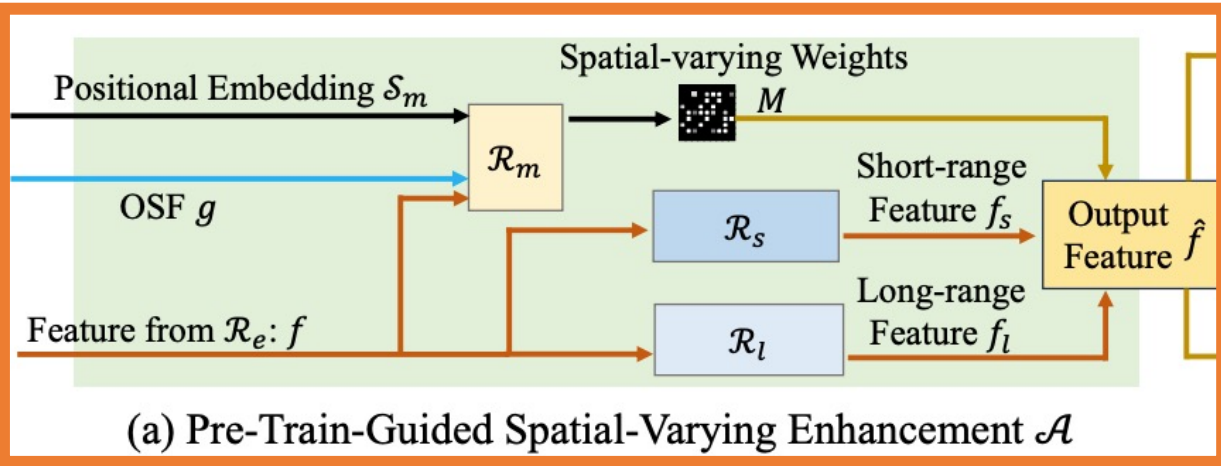 Spatial-varying Weights
Positional Embedding 𝒮ₘ
M
ℛₘ
OSF g
Short-range
Feature fₛ
ℛₛ
Output
Feature f̂
Long-range
Feature fₗ
Feature from ℛₑ: f
ℛₗ
(a) Pre-Train-Guided Spatial-Varying Enhancement 𝒜